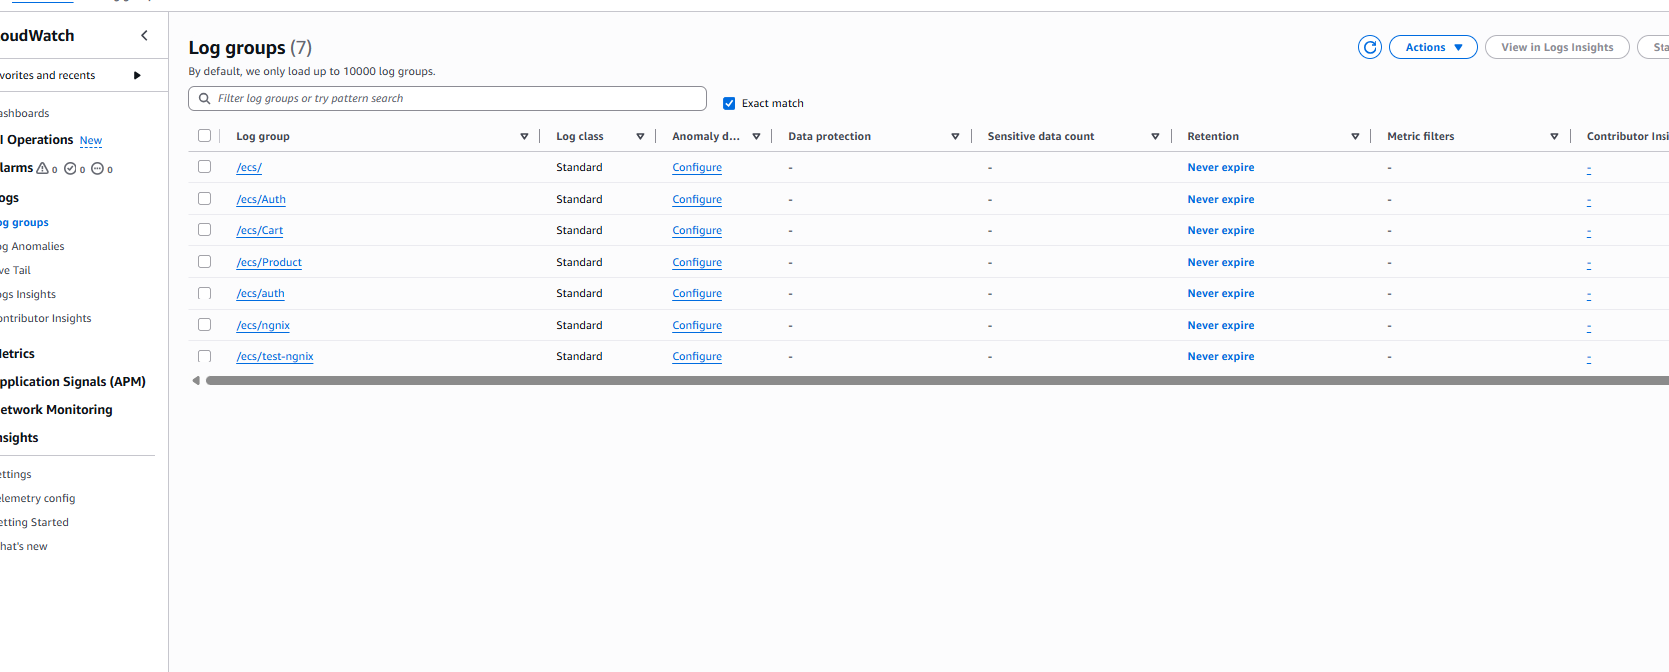 oudWatch
vorites and recents
ashboards
I Operations New
larms 0 0 0
ogs
og groups
og Anomalies
ve Tail
ogs Insights
ontributor Insights
letrics
pplication Signals (APM)
etwork Monitoring
nsights
ettings
elemetry config
etting Started
hat's new
Log groups (7)
By default, we only load up to 10000 log groups.
Actions View in Logs Insights Sta
Filter log groups or try pattern search
Exact match
Log group Log class Anomaly d... Data protection Sensitive data count Retention Metric filters Contributor Insi
/ecs/ Standard Configure - - Never expire - -
/ecs/Auth Standard Configure - - Never expire - -
/ecs/Cart Standard Configure - - Never expire - -
/ecs/Product Standard Configure - - Never expire - -
/ecs/auth Standard Configure - - Never expire - -
/ecs/ngnix Standard Configure - - Never expire - -
/ecs/test-ngnix Standard Configure - - Never expire - -